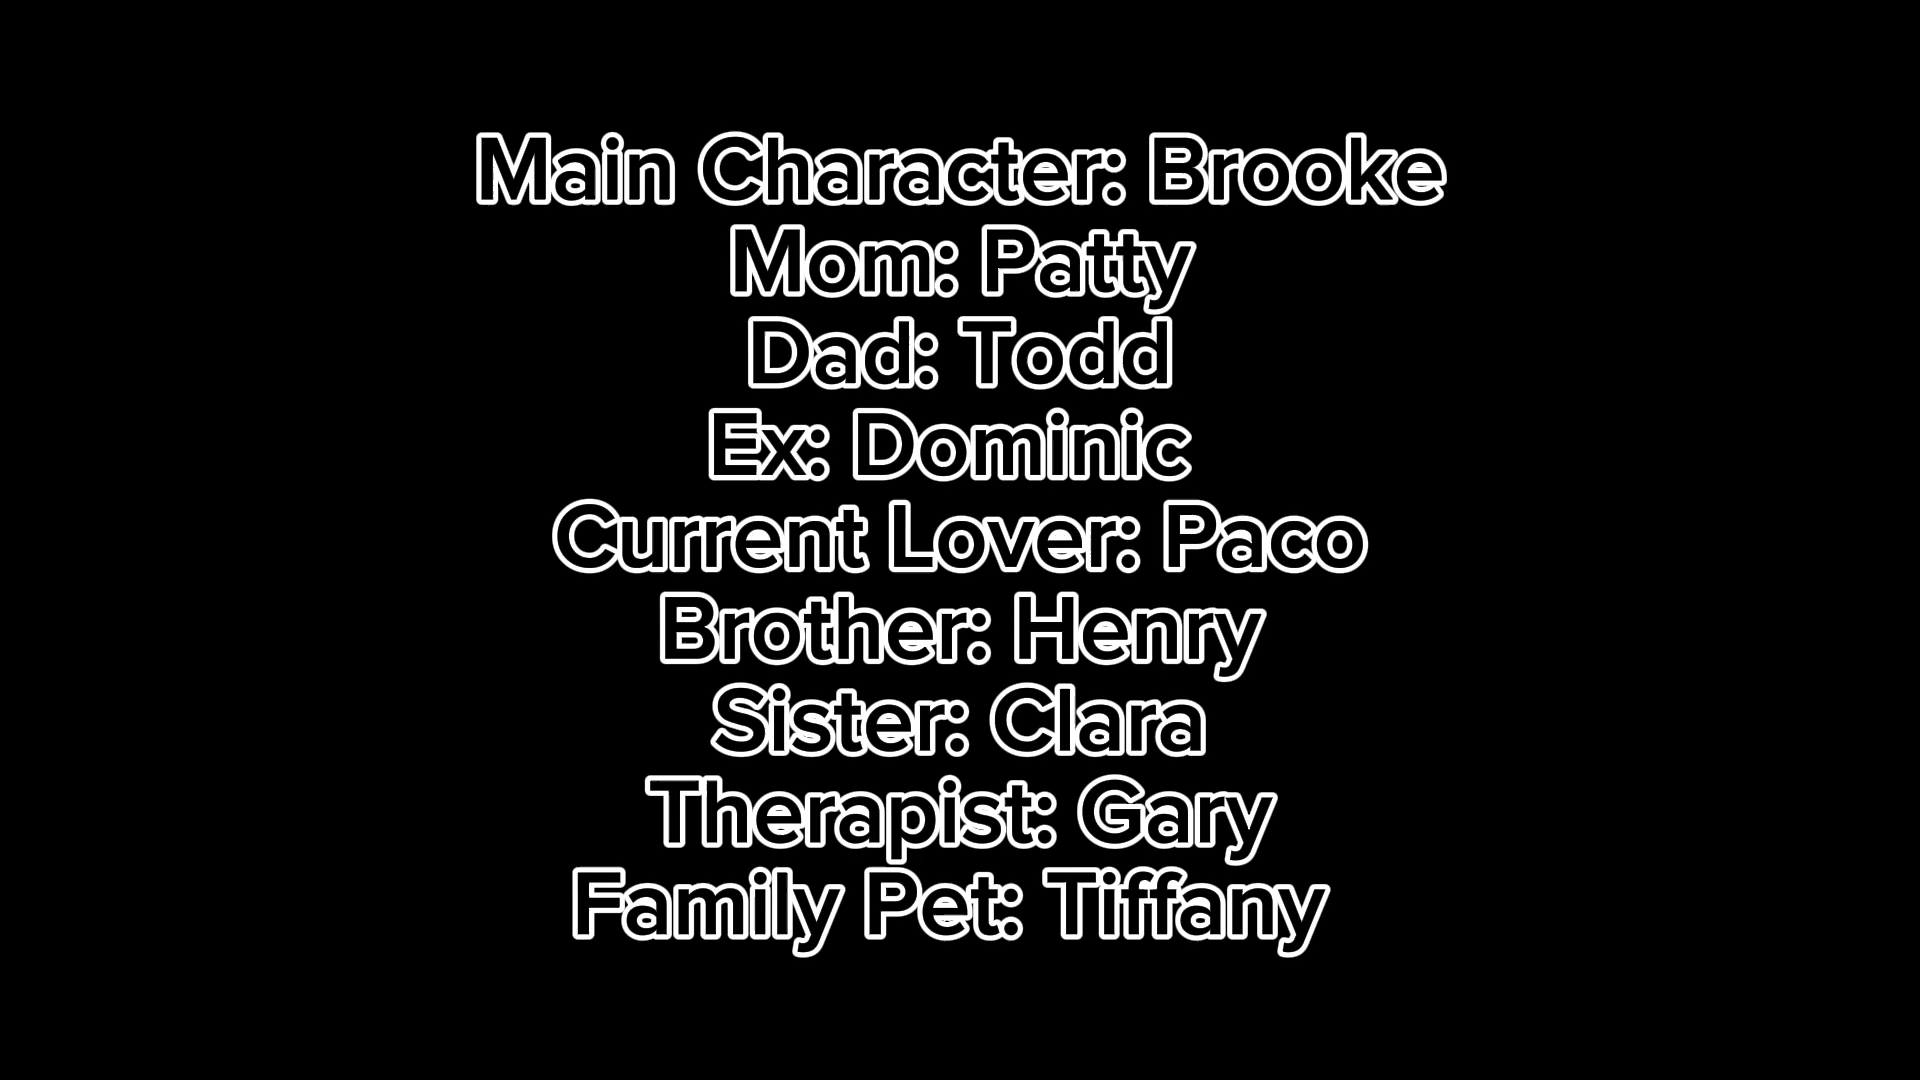 Main Character: Brooke
Mom: Patty
Dad: Todd
Ex: Dominic
Current Lover: Paco
Brother: Henry
Sister: Clara
Therapist: Gary
Family Pet: Tiffany